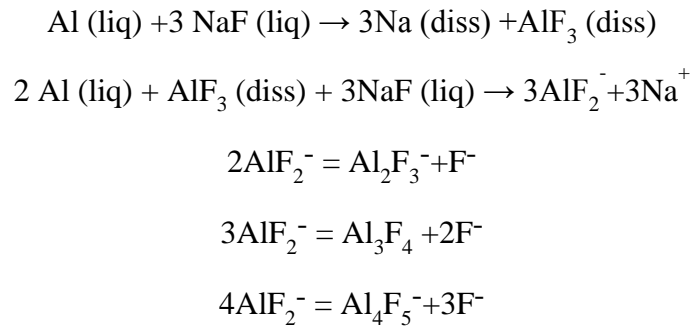 Al (liq) +3 NaF (liq) → 3Na (diss) +AlF₃ (diss)
2 Al (liq) + AlF₃ (diss) + 3NaF (liq) → 3AlF₂⁻+3Na⁺
2AlF₂⁻ = Al₂F₃⁻+F⁻
3AlF₂⁻ = Al₃F₄ +2F⁻
4AlF₂⁻ = Al₄F₅⁻+3F⁻